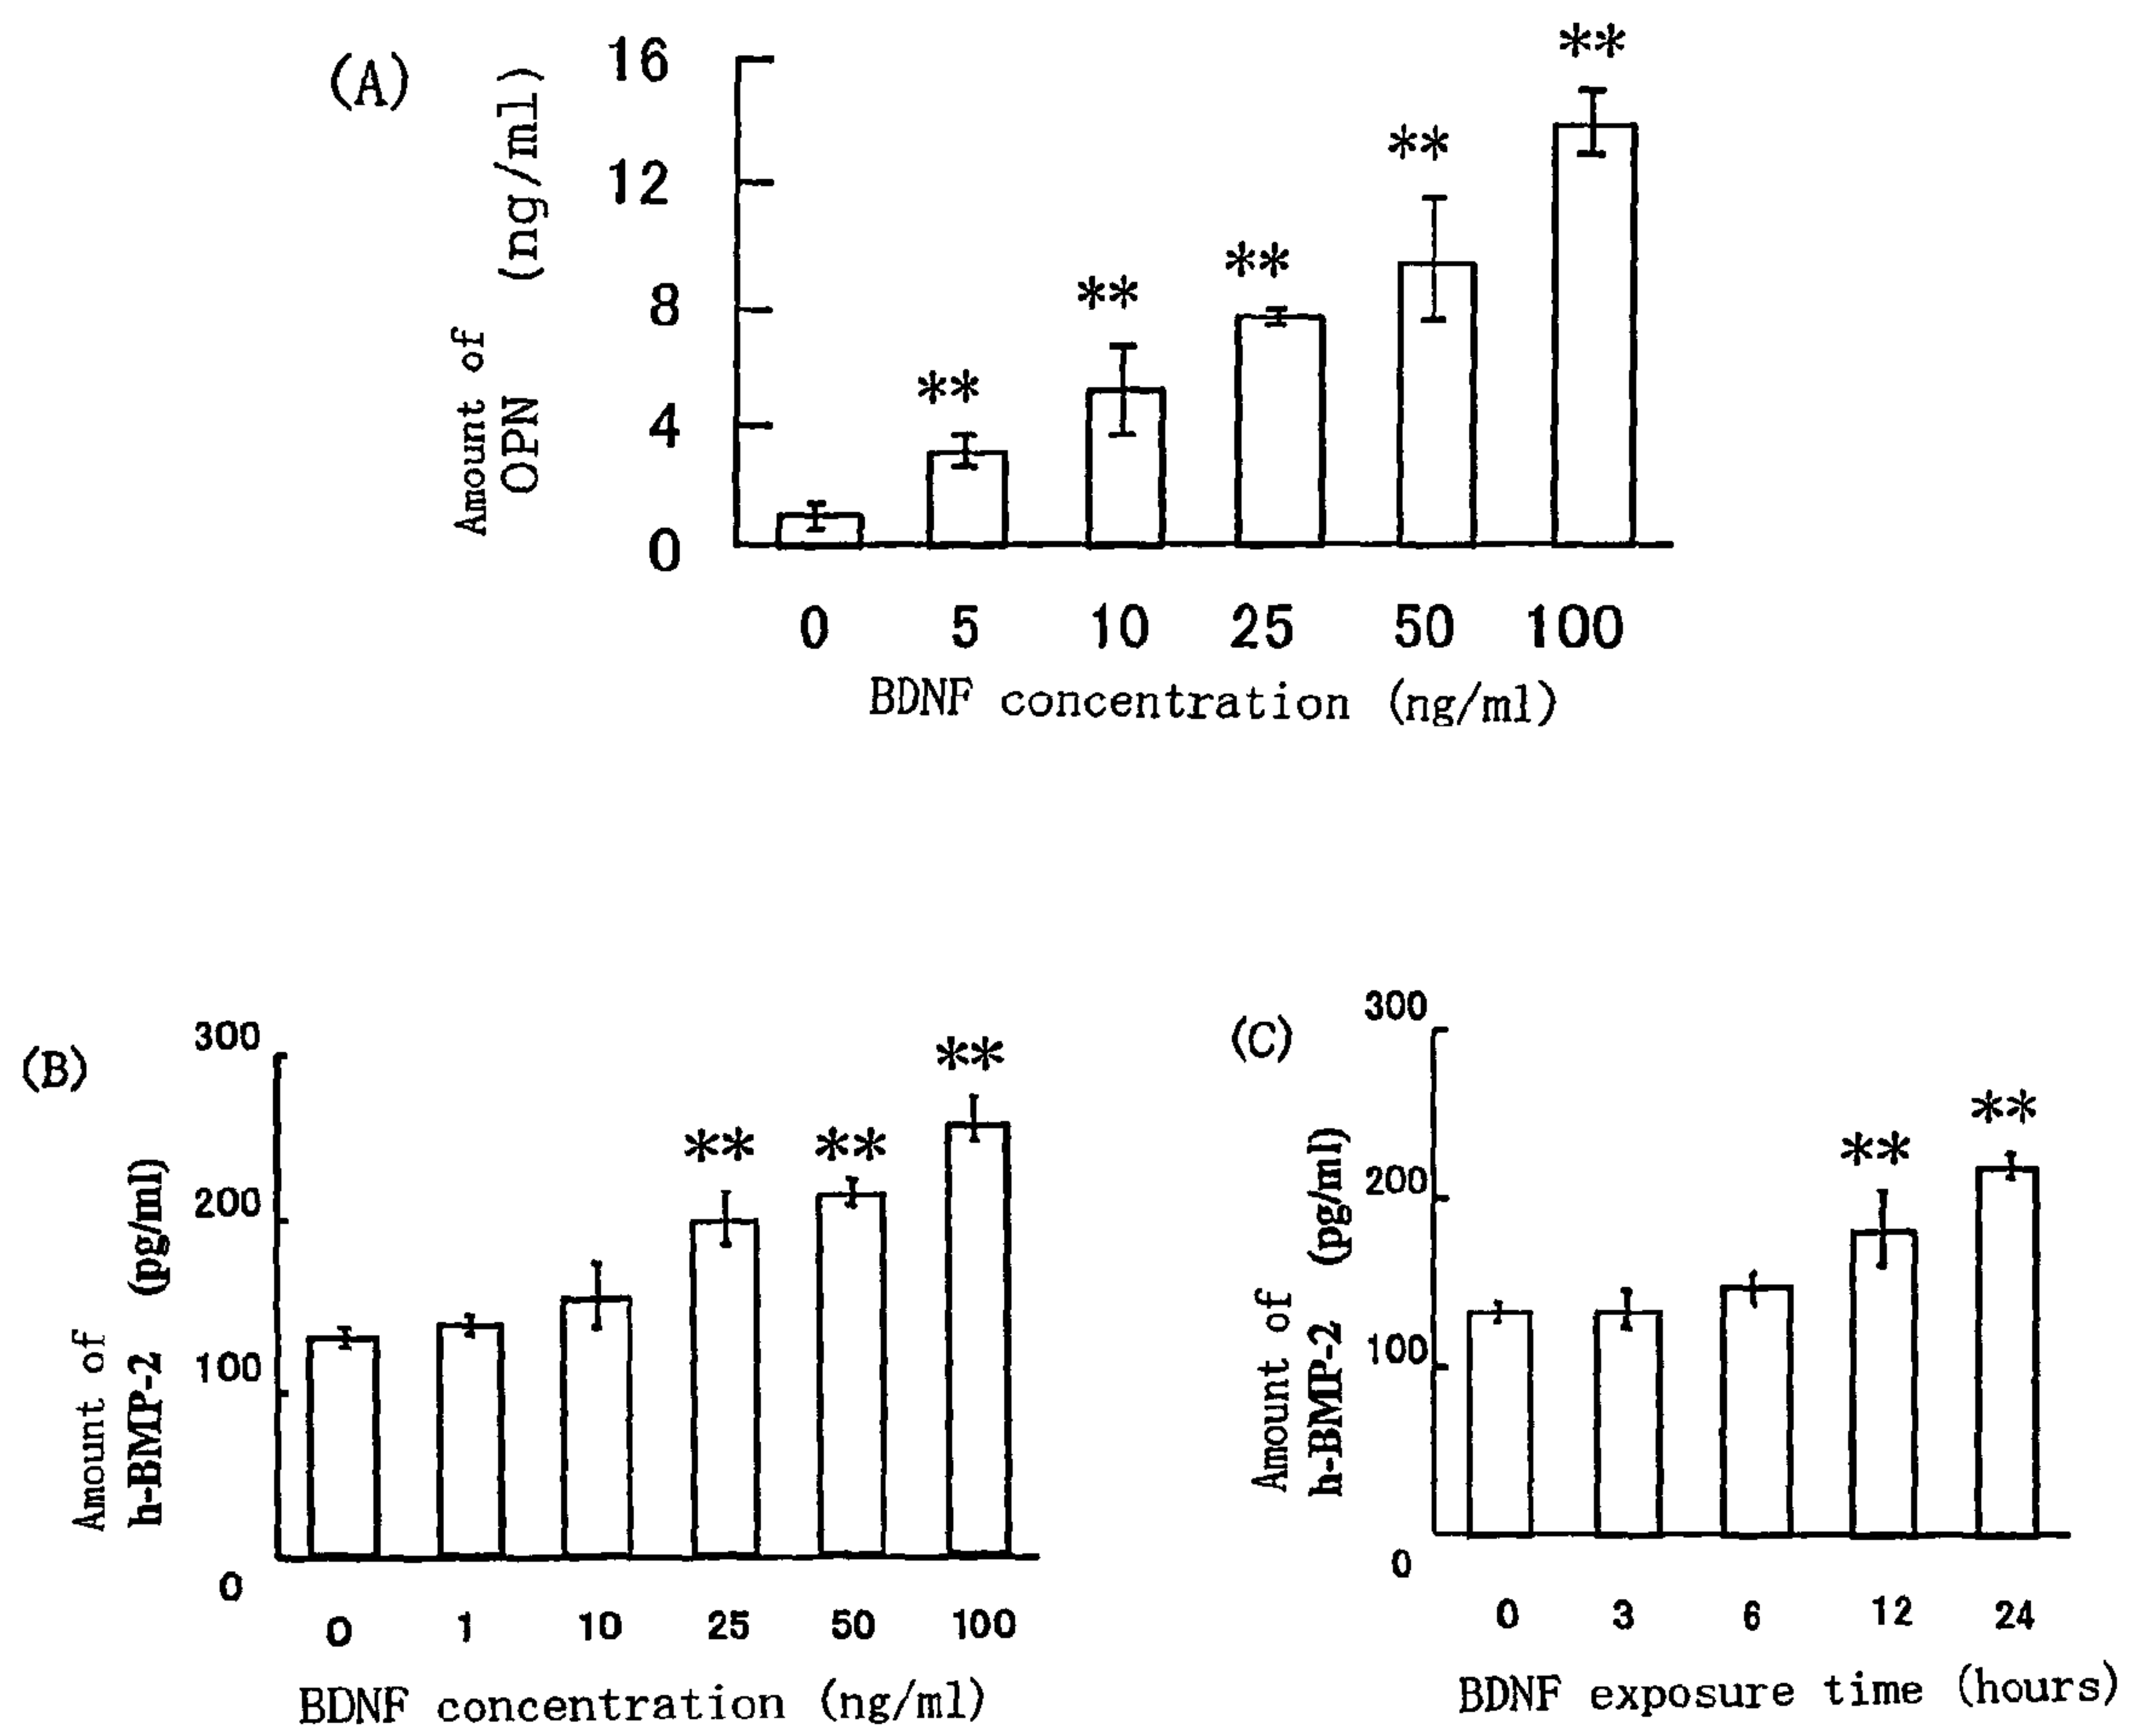 (A)
Amount of
OPN (ng/ml)
16
12
8
4
0
**
**
**
**
**
0 5 10 25 50 100
BDNF concentration (ng/ml)
(B)
Amount of
h-BMP-2 (pg/ml)
300
200
100
0
**
**
**
0 1 10 25 50 100
BDNF concentration (ng/ml)
(C)
Amount of
h-BMP-2 (pg/ml)
300
200
100
0
**
**
0 3 6 12 24
BDNF exposure time (hours)